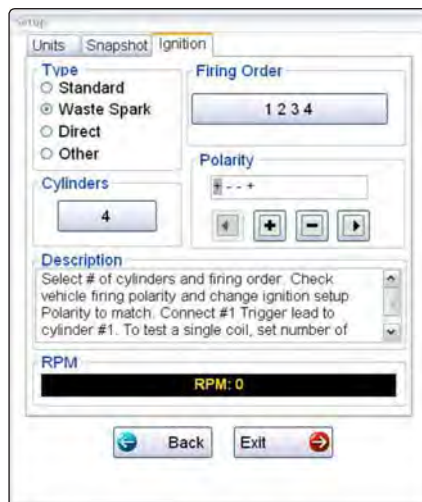 Setup
Units Snapshot Ignition
Type
Standard
Waste Spark
Direct
Other
Firing Order
1 2 3 4
Cylinders
4
Polarity
+ - - +
+ -
Description
Select # of cylinders and firing order. Check
vehicle firing polarity and change ignition setup
Polarity to match. Connect #1 Trigger lead to
cylinder #1. To test a single coil, set number of
RPM
RPM: 0
Back Exit